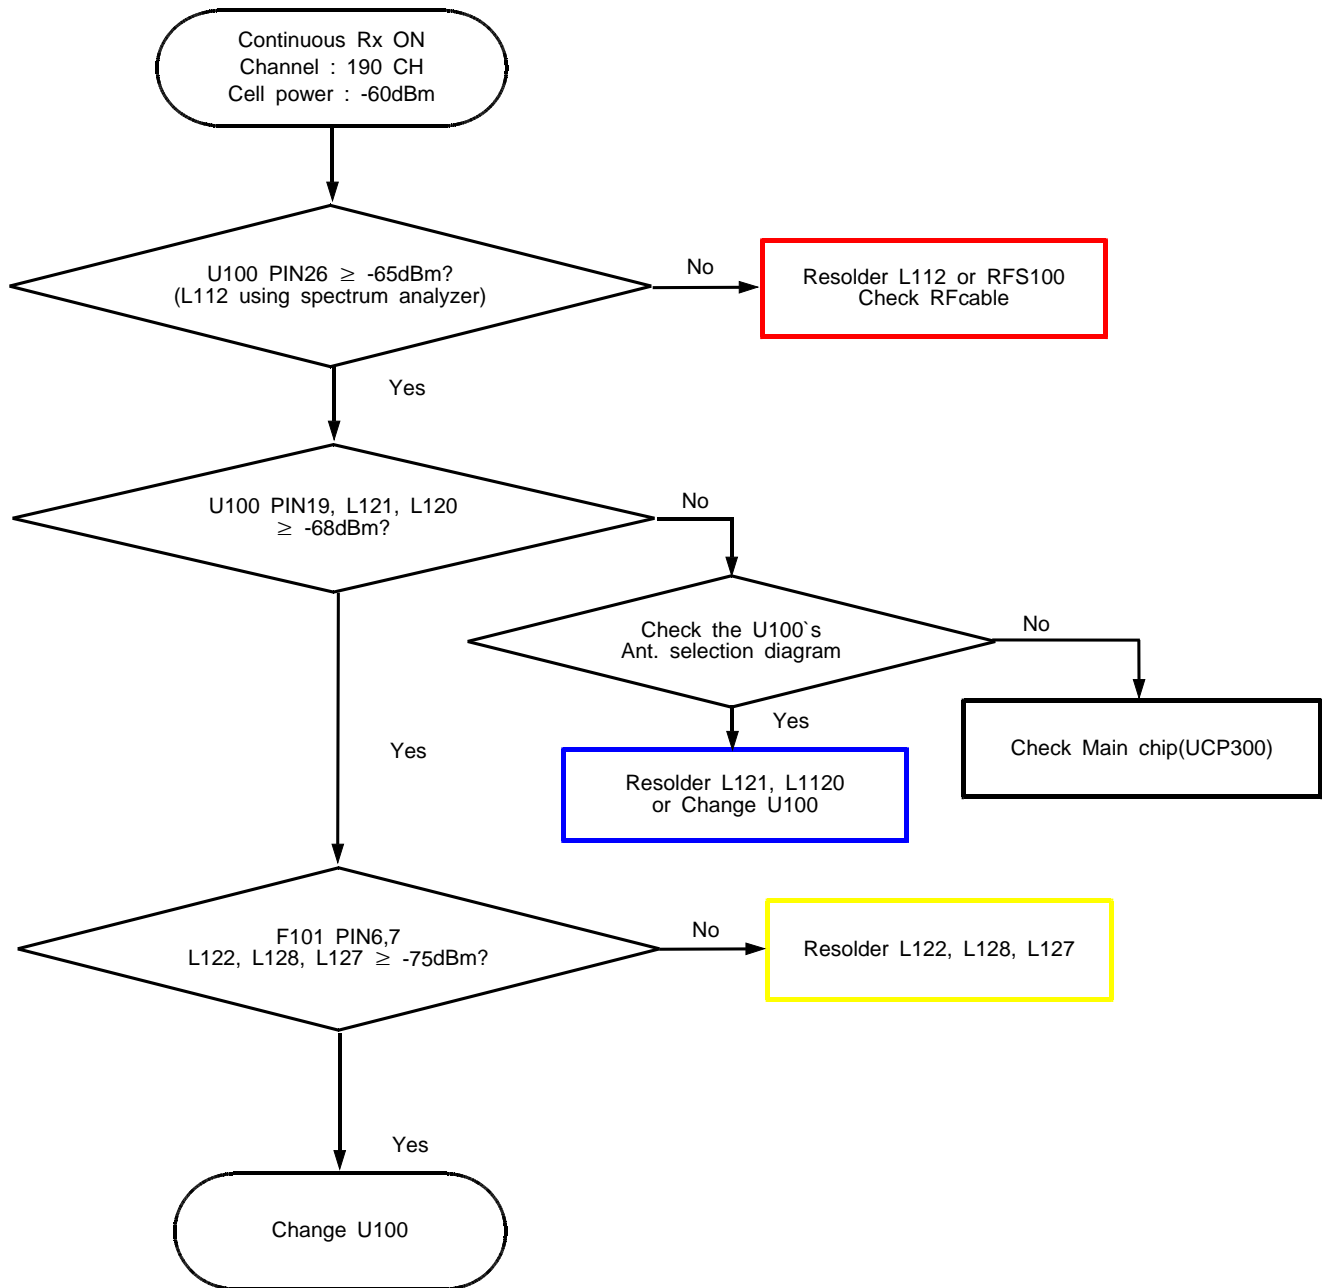 Continuous Rx ON
Channel : 190 CH
Cell power : -60dBm
U100 PIN26 ≥ -65dBm?
(L112 using spectrum analyzer)
No
Resolder L112 or RFS100
Check RFcable
Yes
U100 PIN19, L121, L120
≥ -68dBm?
No
Check the U100`s
Ant. selection diagram
No
Check Main chip(UCP300)
Yes
Resolder L121, L1120
or Change U100
Yes
F101 PIN6,7
L122, L128, L127 ≥ -75dBm?
No
Resolder L122, L128, L127
Yes
Change U100